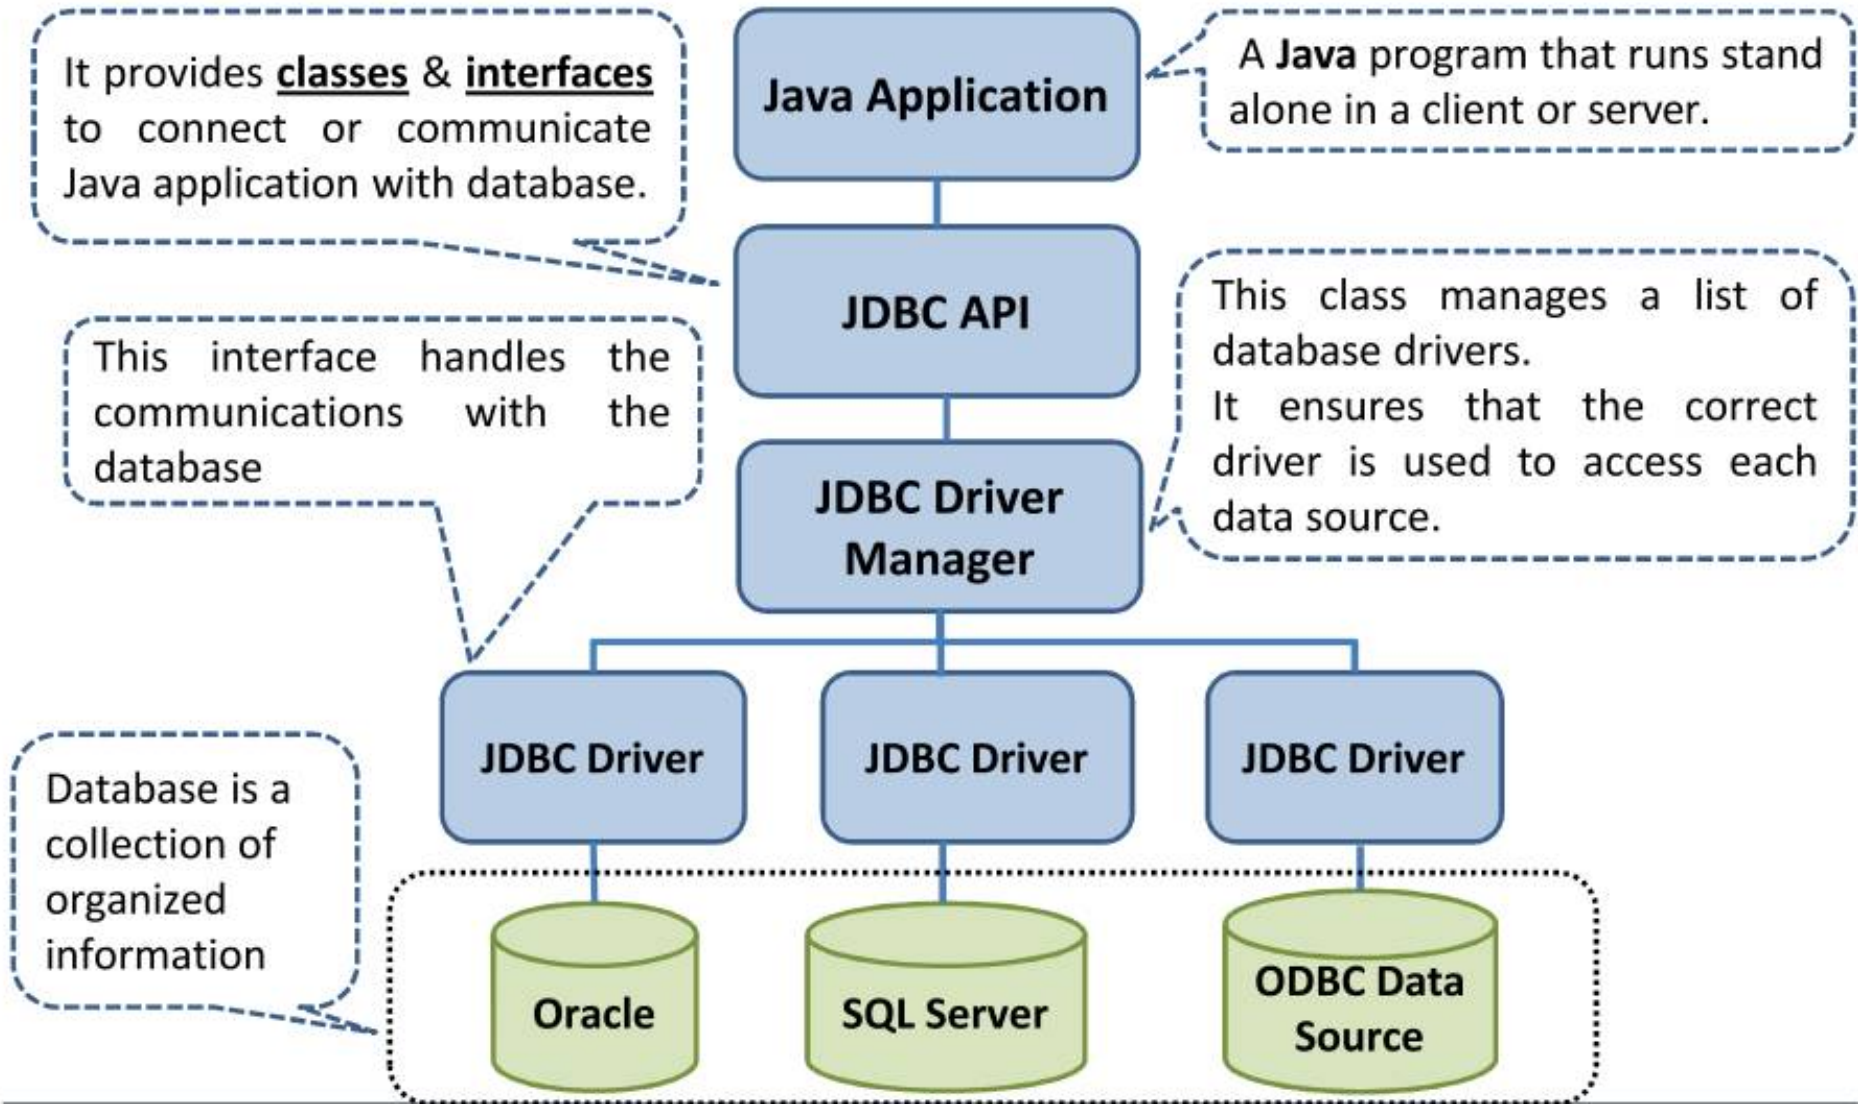 It provides classes & interfaces
to connect or communicate
Java application with database.
Java Application
A Java program that runs stand
alone in a client or server.
JDBC API
This interface handles the
communications with the
database
This class manages a list of
database drivers.
It ensures that the correct
driver is used to access each
data source.
JDBC Driver
Manager
JDBC Driver
JDBC Driver
JDBC Driver
Database is a
collection of
organized
information
Oracle
SQL Server
ODBC Data
Source